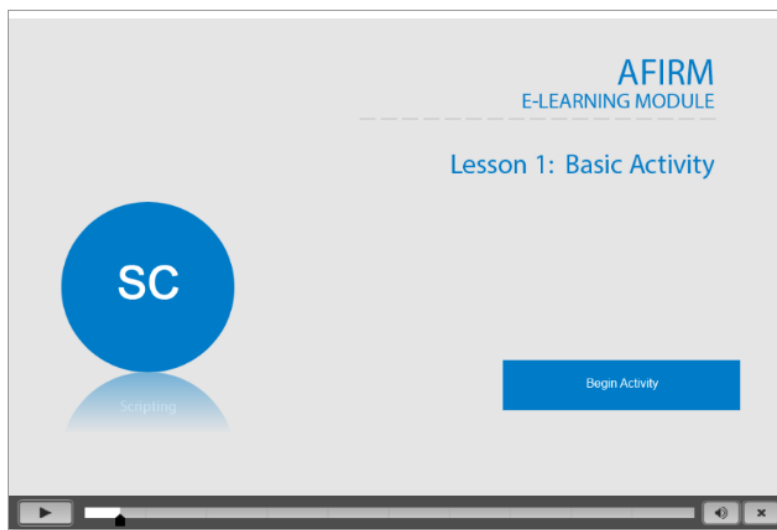 AFIRM
E-LEARNING MODULE
Lesson 1: Basic Activity
SC
Scripting
Begin Activity